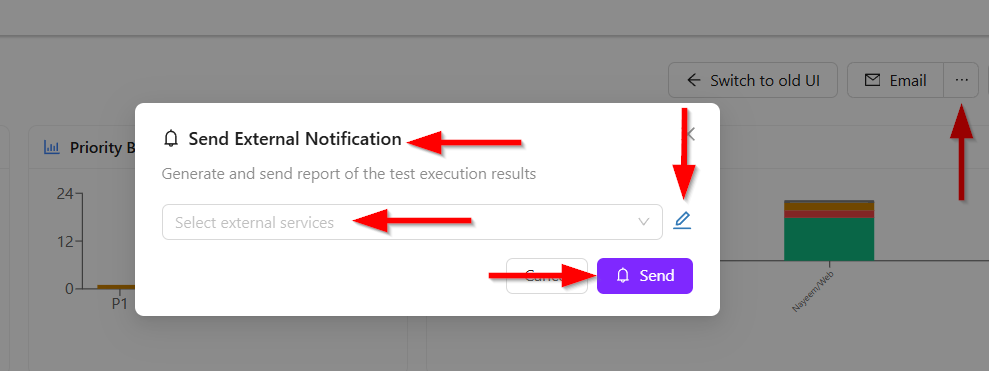 Switch to old UI
Email
Send External Notification
Generate and send report of the test execution results
Select external services
Send
Priority B
24
12
0
P1
Nayeem/Web